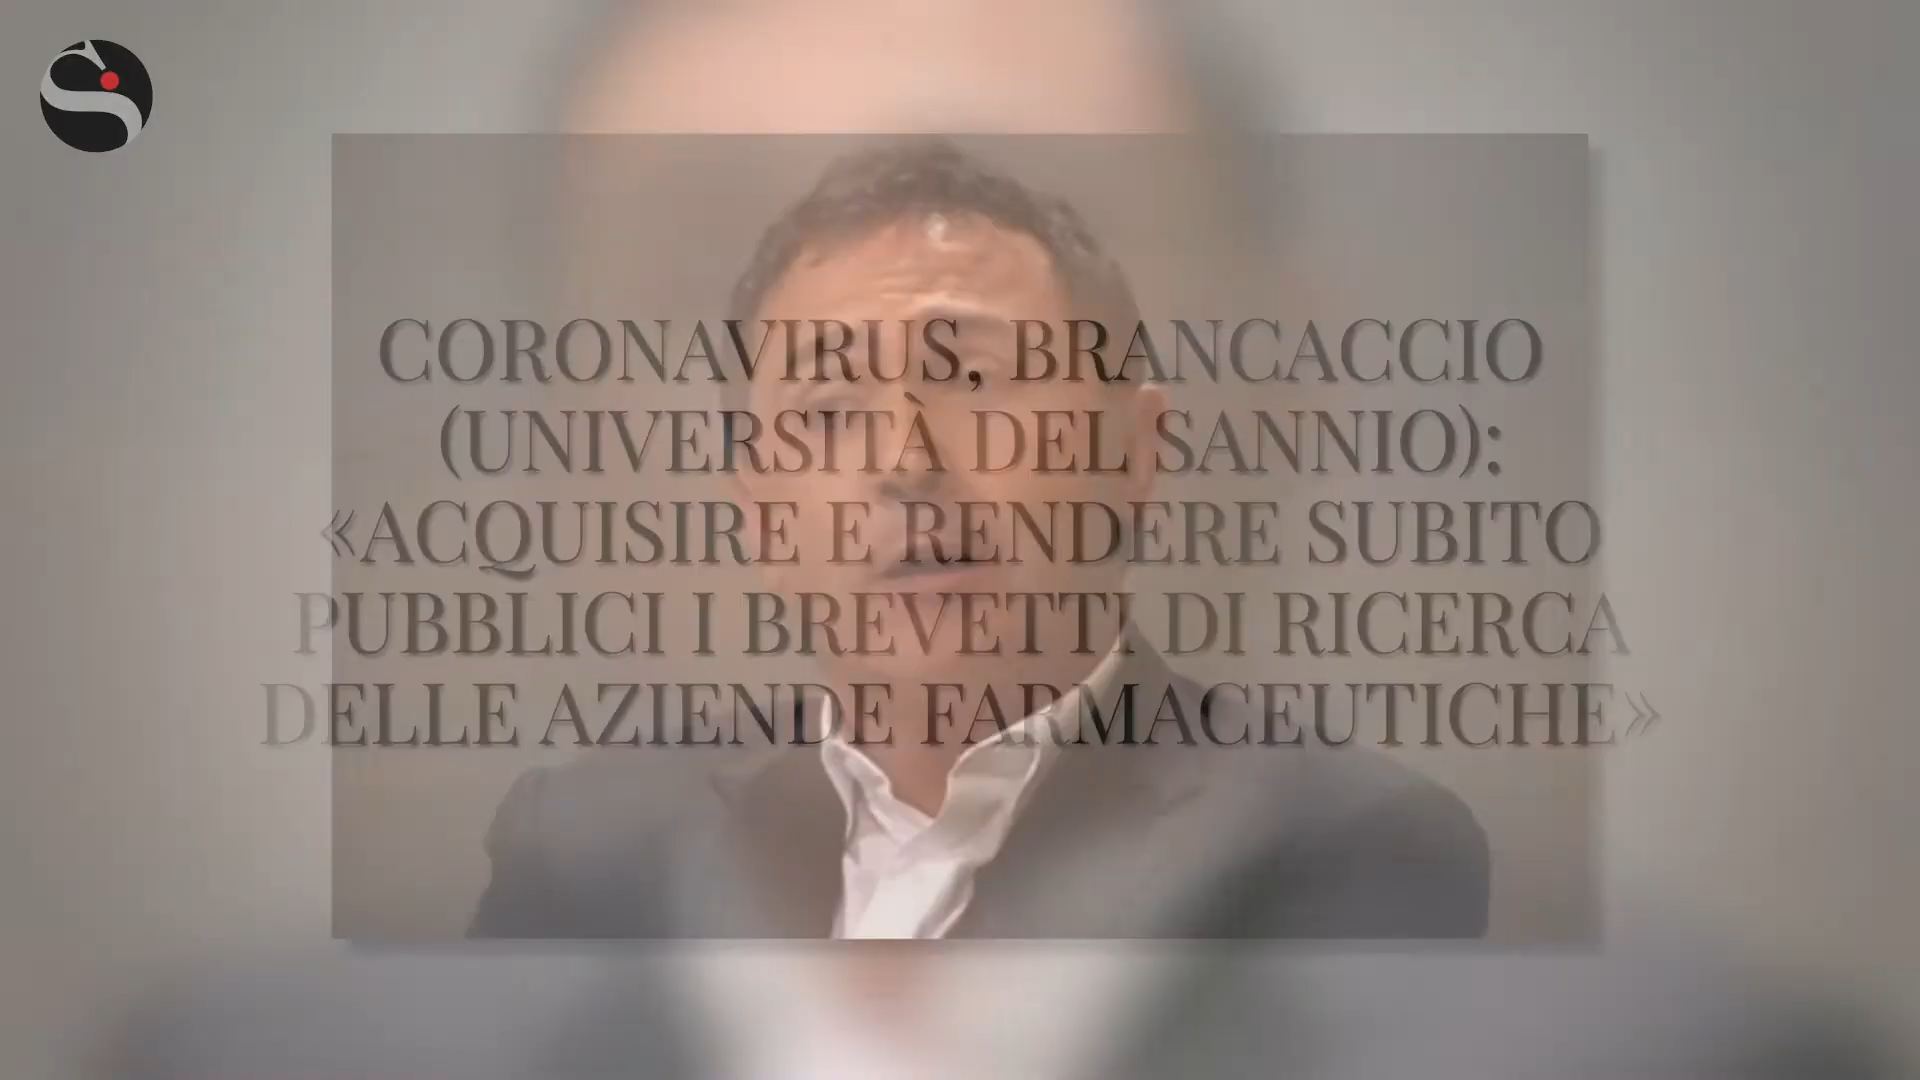 CORONAVIRUS, BRANCACCIO
(UNIVERSITÀ DEL SANNIO):
«ACQUISIRE E RENDERE SUBITO
PUBBLICI I BREVETTI DI RICERCA
DELLE AZIENDE FARMACEUTICHE»